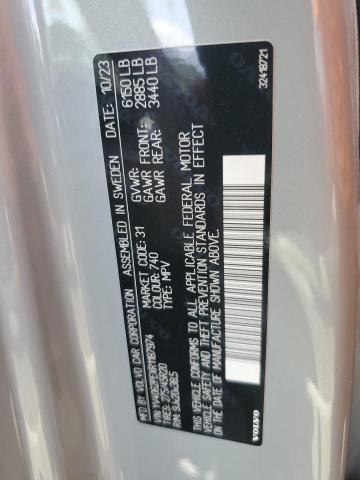 MFD. BY VOLVO CAR CORPORATION ASSEMBLED IN SWEDEN DATE: 10/23
MARKET CODE: 31 GVWR: 6150 LB
COLOUR: 740 GAWR FRONT: 2885 LB
TYPE: MPV GAWR REAR: 3440 LB
THIS VEHICLE CONFORMS TO ALL APPLICABLE FEDERAL MOTOR
VEHICLE SAFETY AND THEFT PREVENTION STANDARDS IN EFFECT
ON THE DATE OF MANUFACTURE SHOWN ABOVE.
VOLVO
32418721